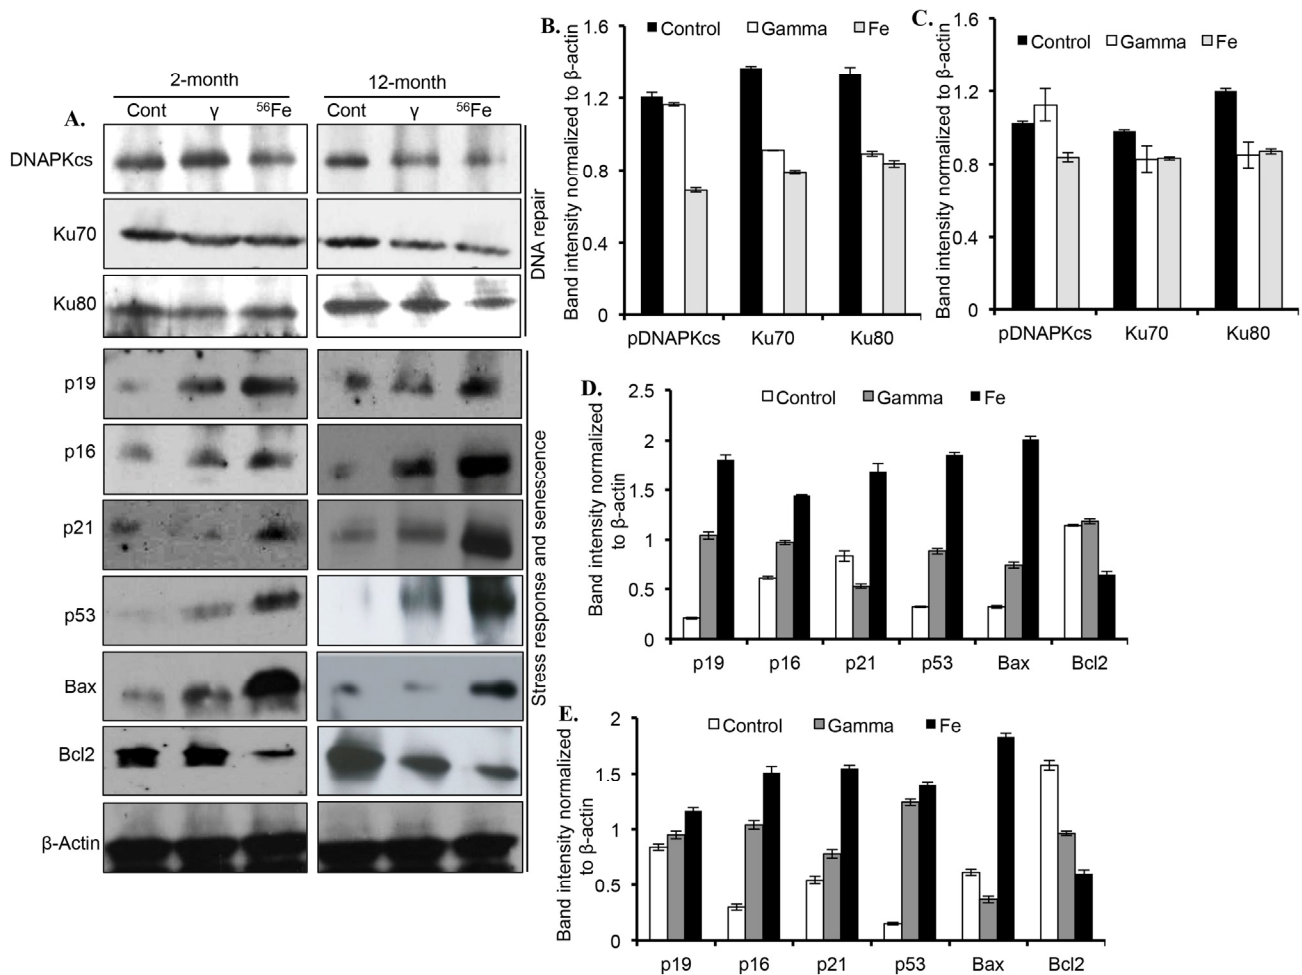 A.
2-month 12-month
Cont γ ⁵⁶Fe Cont γ ⁵⁶Fe
DNAPKcs
Ku70
Ku80
DNA repair
p19
p16
p21
p53
Bax
Bcl2
β-Actin
Stress response and senescence
B.
Control Gamma Fe
Band intensity normalized to β-actin
1.6
1.2
0.8
0.4
0
pDNAPKcs Ku70 Ku80
C.
Control Gamma Fe
Band intensity normalized to β-actin
1.6
1.2
0.8
0.4
0
pDNAPKcs Ku70 Ku80
D.
Control Gamma Fe
Band intensity normalized
to β-actin
2.5
2
1.5
1
0.5
0
p19 p16 p21 p53 Bax Bcl2
E.
Control Gamma Fe
Band intensity normalized
to β-actin
2
1.5
1
0.5
0
p19 p16 p21 p53 Bax Bcl2